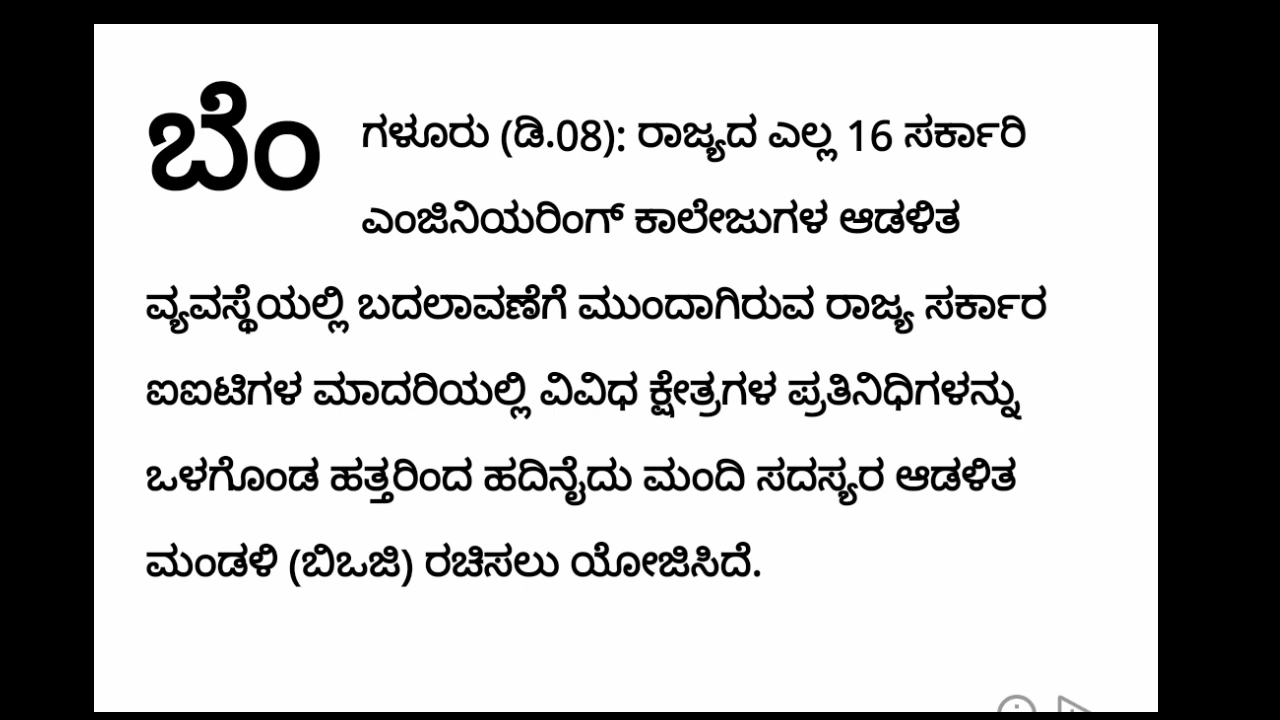 ಬೆಂಗಳೂರು (ಡಿ.08): ರಾಜ್ಯದ ಎಲ್ಲ 16 ಸರ್ಕಾರಿ
ಎಂಜಿನಿಯರಿಂಗ್ ಕಾಲೇಜುಗಳ ಆಡಳಿತ
ವ್ಯವಸ್ಥೆಯಲ್ಲಿ ಬದಲಾವಣೆಗೆ ಮುಂದಾಗಿರುವ ರಾಜ್ಯ ಸರ್ಕಾರ
ಐಐಟಿಗಳ ಮಾದರಿಯಲ್ಲಿ ವಿವಿಧ ಕ್ಷೇತ್ರಗಳ ಪ್ರತಿನಿಧಿಗಳನ್ನು
ಒಳಗೊಂಡ ಹತ್ತರಿಂದ ಹದಿನೈದು ಮಂದಿ ಸದಸ್ಯರ ಆಡಳಿತ
ಮಂಡಳಿ (ಬಿಒಜಿ) ರಚಿಸಲು ಯೋಜಿಸಿದೆ.